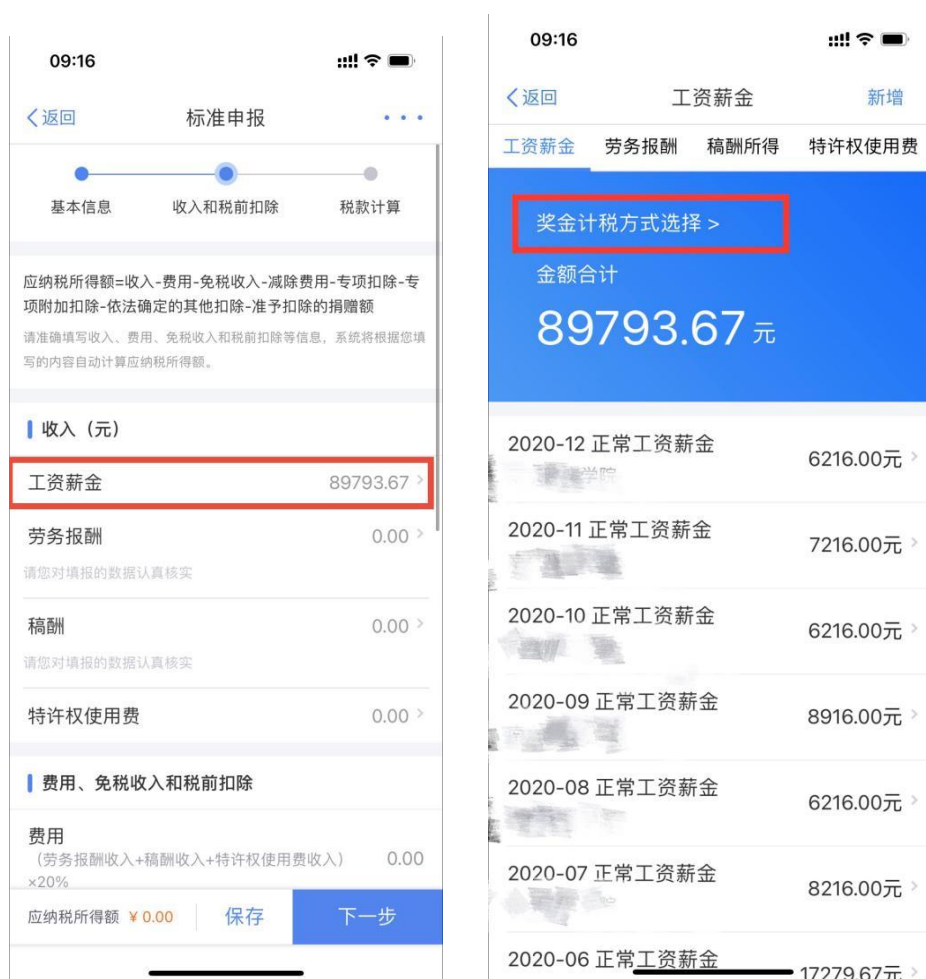 09:16
返回
标准申报
基本信息
收入和税前扣除
税款计算
应纳税所得额=收入-费用-免税收入-减除费用-专项扣除-专
项附加扣除-依法确定的其他扣除-准予扣除的捐赠额
请准确填写收入、费用、免税收入和税前扣除等信息，系统将根据您填
写的内容自动计算应纳税所得额。
收入（元）
工资薪金 89793.67
劳务报酬 0.00
请您对填报的数据认真核实
稿酬 0.00
请您对填报的数据认真核实
特许权使用费 0.00
费用、免税收入和税前扣除
费用
（劳务报酬收入+稿酬收入+特许权使用费收入） 0.00
×20%
应纳税所得额 ¥0.00 保存 下一步
09:16
返回 工资薪金 新增
工资薪金 劳务报酬 稿酬所得 特许权使用费
奖金计税方式选择 >
金额合计
89793.67元
2020-12 正常工资薪金 6216.00元
学院
2020-11 正常工资薪金 7216.00元
2020-10 正常工资薪金 6216.00元
2020-09 正常工资薪金 8916.00元
2020-08 正常工资薪金 6216.00元
2020-07 正常工资薪金 8216.00元
2020-06 正常工资薪金 17279.67元